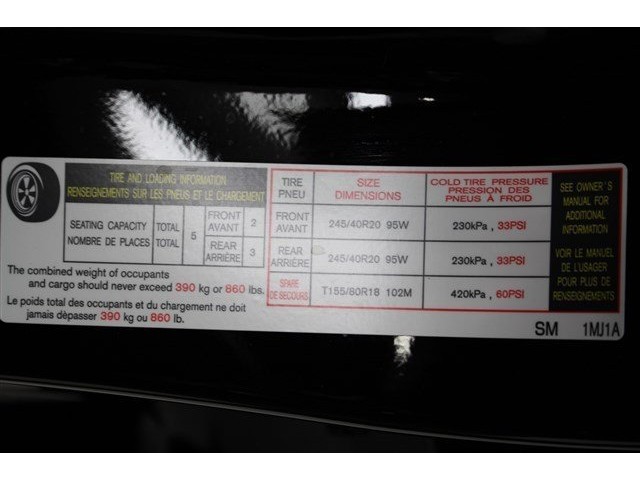 TIRE AND LOADING INFORMATION
RENSEIGNEMENTS SUR LES PNEUS ET LE CHARGEMENT
SEATING CAPACITY TOTAL 5 FRONT AVANT 2
NOMBRE DE PLACES TOTAL REAR ARRIÈRE 3
The combined weight of occupants
and cargo should never exceed 390 kg or 860 lbs.
Le poids total des occupants et du chargement ne doit
jamais dèpasser 390 kg ou 860 lb.
TIRE PNEU SIZE DIMENSIONS COLD TIRE PRESSURE PRESSION DES PNEUS À FROID
FRONT AVANT 245/40R20 95W 230kPa , 33PSI
REAR ARRIÈRE 245/40R20 95W 230kPa , 33PSI
SPARE DE SECOURS T155/80R18 102M 420kPa , 60PSI
SEE OWNER'S
MANUAL FOR
ADDITIONAL
INFORMATION
VOIR LE MANUEL
DE L'USAGER
POUR PLUS DE
RENSEIGNEMENTS
SM 1MJ1A